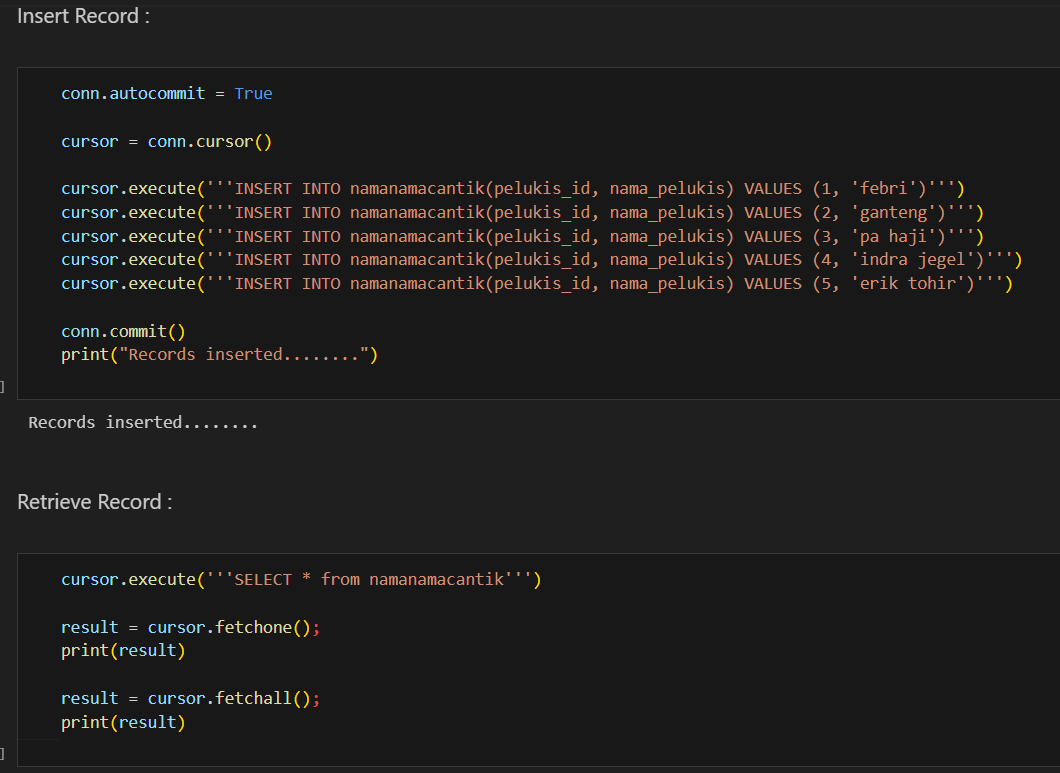 Insert Record :
conn.autocommit = True
cursor = conn.cursor()
cursor.execute('''INSERT INTO namanamacantik(pelukis_id, nama_pelukis) VALUES (1, 'febri')''')
cursor.execute('''INSERT INTO namanamacantik(pelukis_id, nama_pelukis) VALUES (2, 'ganteng')''')
cursor.execute('''INSERT INTO namanamacantik(pelukis_id, nama_pelukis) VALUES (3, 'pa haji')''')
cursor.execute('''INSERT INTO namanamacantik(pelukis_id, nama_pelukis) VALUES (4, 'indra jegel')''')
cursor.execute('''INSERT INTO namanamacantik(pelukis_id, nama_pelukis) VALUES (5, 'erik tohir')''')
conn.commit()
print("Records inserted........")
]
Records inserted........
Retrieve Record :
cursor.execute('''SELECT * from namanamacantik''')
result = cursor.fetchone();
print(result)
result = cursor.fetchall();
print(result)
]